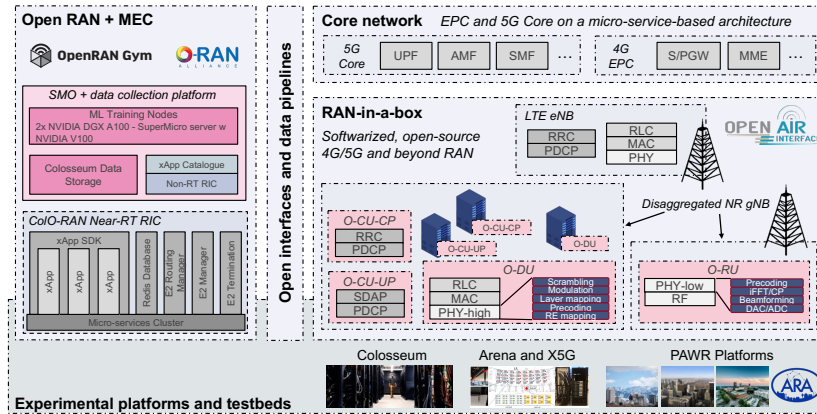 Open RAN + MEC
OpenRAN Gym
O-RAN
ALLIANCE
SMO + data collection platform
ML Training Nodes
2x NVIDIA DGX A100 - SuperMicro server w
NVIDIA V100
Colosseum Data
Storage
xApp Catalogue
Non-RT RIC
ColO-RAN Near-RT RIC
xApp SDK
xApp
xApp
xApp
Redis Database
E2 Routing
Manager
E2 Manager
E2 Termination
Micro-services Cluster
Open interfaces and data pipelines
Core network
EPC and 5G Core on a micro-service-based architecture
5G
Core
UPF
AMF
SMF
...
4G
EPC
S/PGW
MME
...
RAN-in-a-box
Softwarized, open-source
4G/5G and beyond RAN
LTE eNB
RRC
PDCP
RLC
MAC
PHY
OPEN AIR
INTERFACE
Disaggregated NR gNB
O-CU-CP
RRC
PDCP
O-CU-CP
O-CU-UP
O-DU
O-CU-UP
SDAP
PDCP
O-DU
RLC
MAC
PHY-high
Scrambling
Modulation
Layer mapping
Precoding
RE mapping
O-RU
PHY-low
RF
Precoding
iFFT/CP
Beamforming
DAC/ADC
Experimental platforms and testbeds
Colosseum
Arena and X5G
PAWR Platforms
ARA